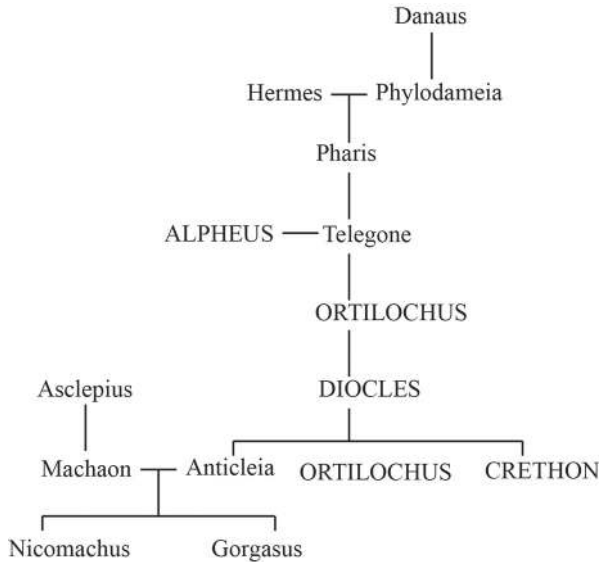 Danaus
Hermes Phylodameia
Pharis
ALPHEUS Telegone
ORTILOCHUS
Asclepius DIOCLES
Machaon Anticleia ORTILOCHUS CRETHON
Nicomachus Gorgasus